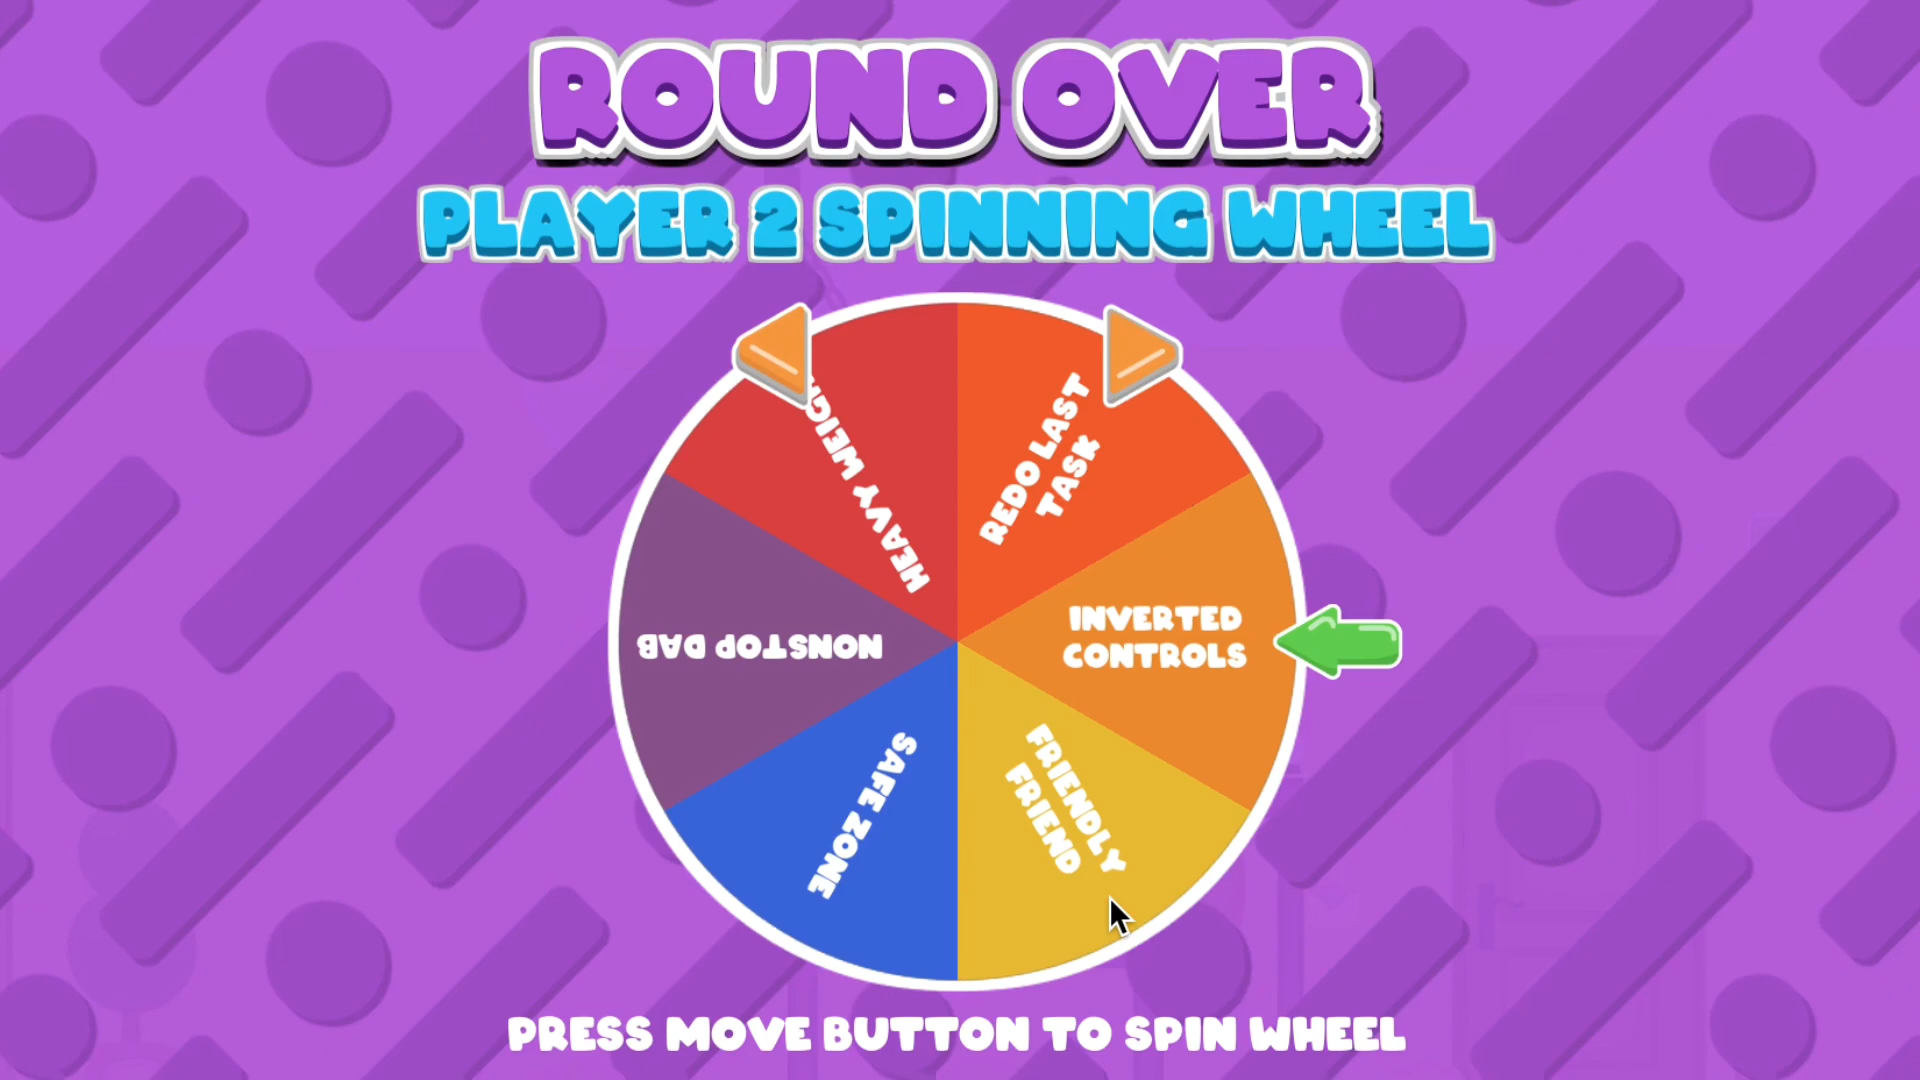 ROUND OVER
PLAYER 2 SPINNING WHEEL
HEAVY
REDO LAST
TASK
NONSTOP DAB
INVERTED
CONTROLS
SAFE ZONE
FRIENDLY
FRIEND
PRESS MOVE BUTTON TO SPIN WHEEL